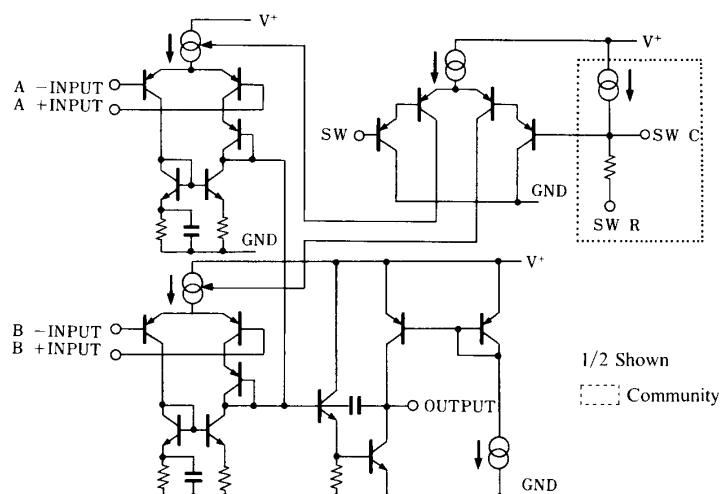 V+
V+
A -INPUT
A +INPUT
SW
SW C
GND
SW R
GND
V+
B -INPUT
B +INPUT
1/2 Shown
OUTPUT
Community
GND